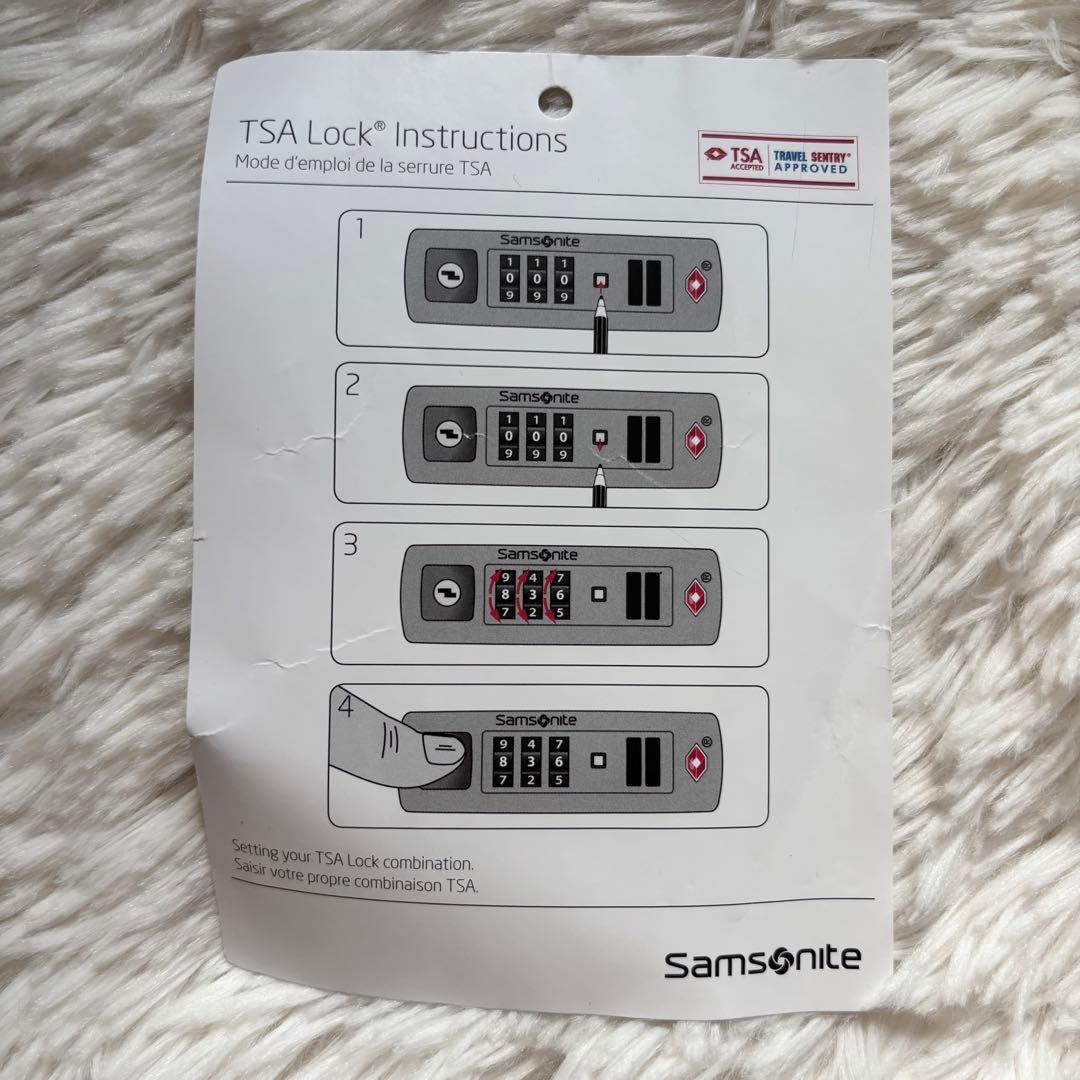 TSA Lock® Instructions
Mode d'emploi de la serrure TSA
TSA ACCEPTED TRAVEL SENTRY® APPROVED
1
Samsonite
1 1 1
0 0 0
9 9 9
®
2
Samsonite
1 1 1
0 0 0
9 9 9
®
3
Samsonite
9 4 7
8 3 6
7 2 5
®
4
Samsonite
9 4 7
8 3 6
7 2 5
®
Setting your TSA Lock combination.
Saisir votre propre combinaison TSA.
Samsonite